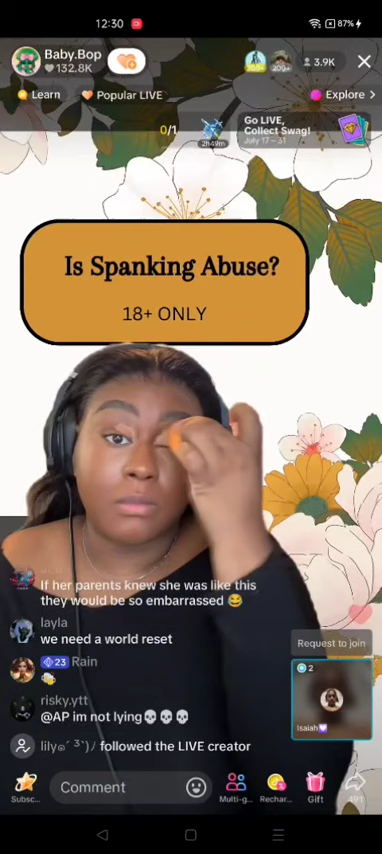 12:30
87%
Baby.Bop
132.8K
200+
3.9K
Learn
Popular LIVE
Explore >
0/1
2h49m
Go LIVE,
Collect Swag!
July 17 – 31
Is Spanking Abuse?
18+ ONLY
If her parents knew she was like this
they would be so embarrassed 😂
layla
we need a world reset
23 Rain
risky.ytt
@AP im not lying💀💀💀
followed the LIVE creator
Request to join
2
Isaiah
Subsc...
Comment
Multi-g...
Rechar...
Gift
491